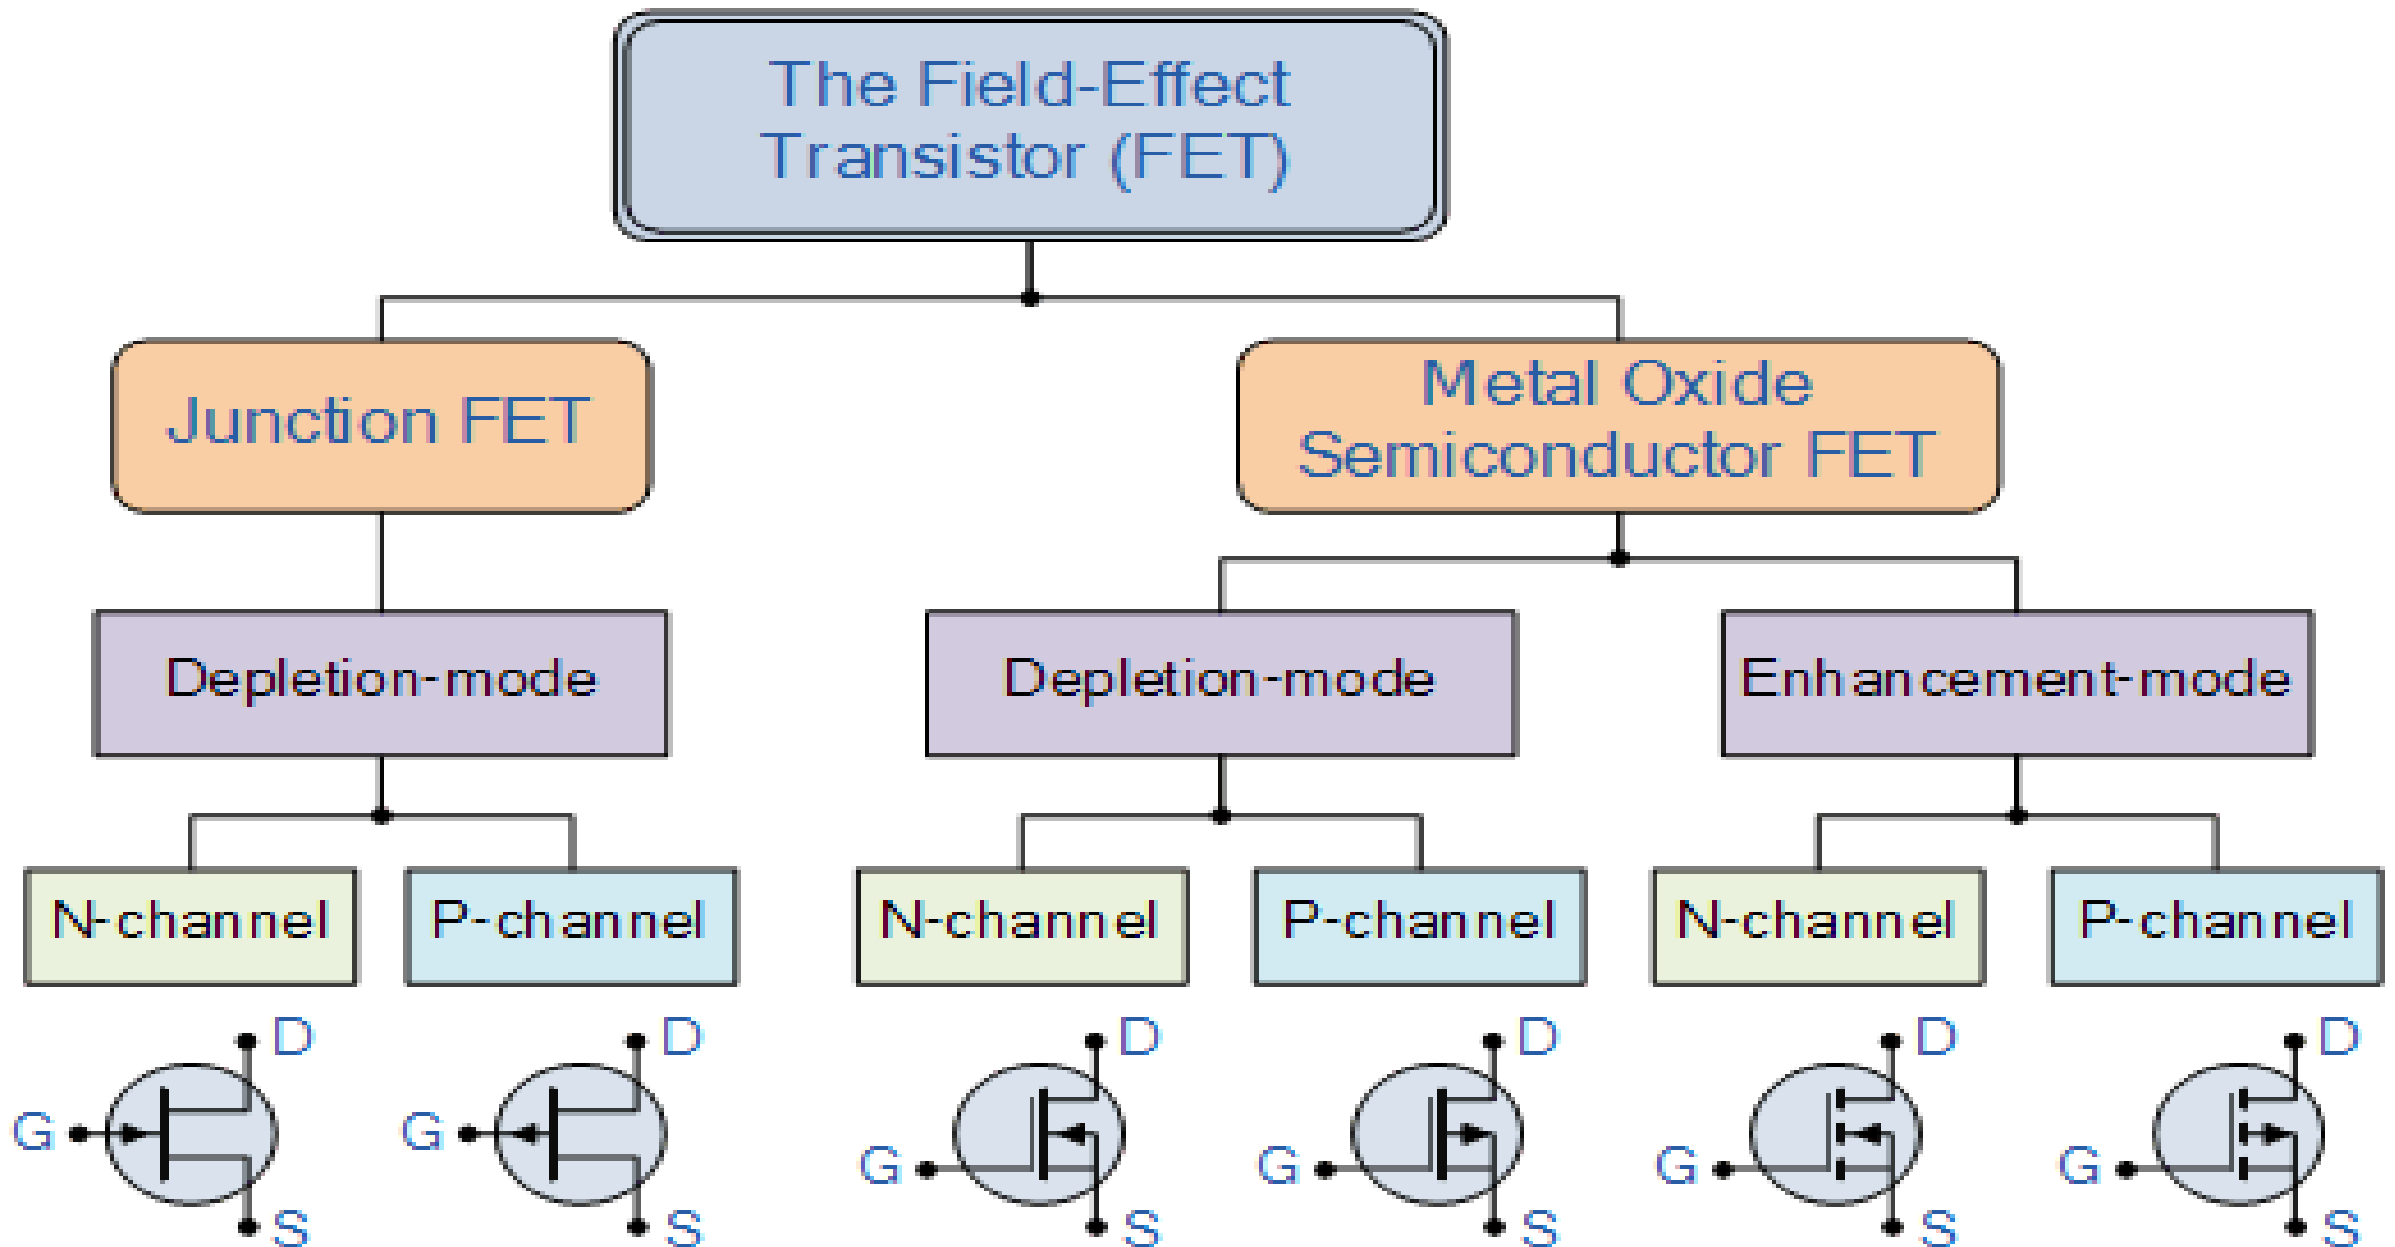 The Field-Effect
Transistor (FET)
Junction FET
Metal Oxide
Semiconductor FET
Depletion-mode
Depletion-mode
Enhancement-mode
N-channel
P-channel
N-channel
P-channel
N-channel
P-channel
D
G
S
D
G
S
D
G
S
D
G
S
D
G
S
D
G
S